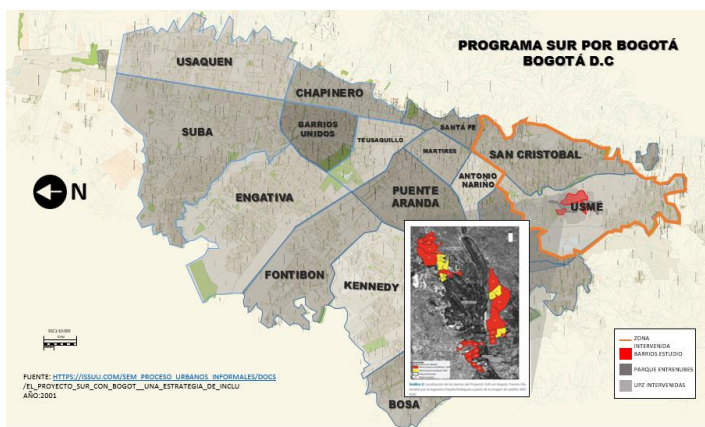 PROGRAMA SUR POR BOGOTÁ
BOGOTÁ D.C
USAQUEN
CHAPINERO
SUBA
BARRIOS
UNIDOS
TEUSAQUILLO
SANTA FE
MARTIRES
SAN CRISTOBAL
ANTONIO
NARIÑO
N
ENGATIVA
PUENTE
ARANDA
USME
FONTIBON
KENNEDY
BOSA
ZONA
INTERVENIDA
BARRIOS ESTUDIO
PARQUE ENTRENUBES
UPZ INTERVENIDAS
FUENTE: HTTPS://ISSUU.COM/SEM_PROCESO_URBANOS_INFORMALES/DOCS
/EL_PROYECTO_SUR_CON_BOGOT__UNA_ESTRATEGIA_DE_INCLU
AÑO:2001